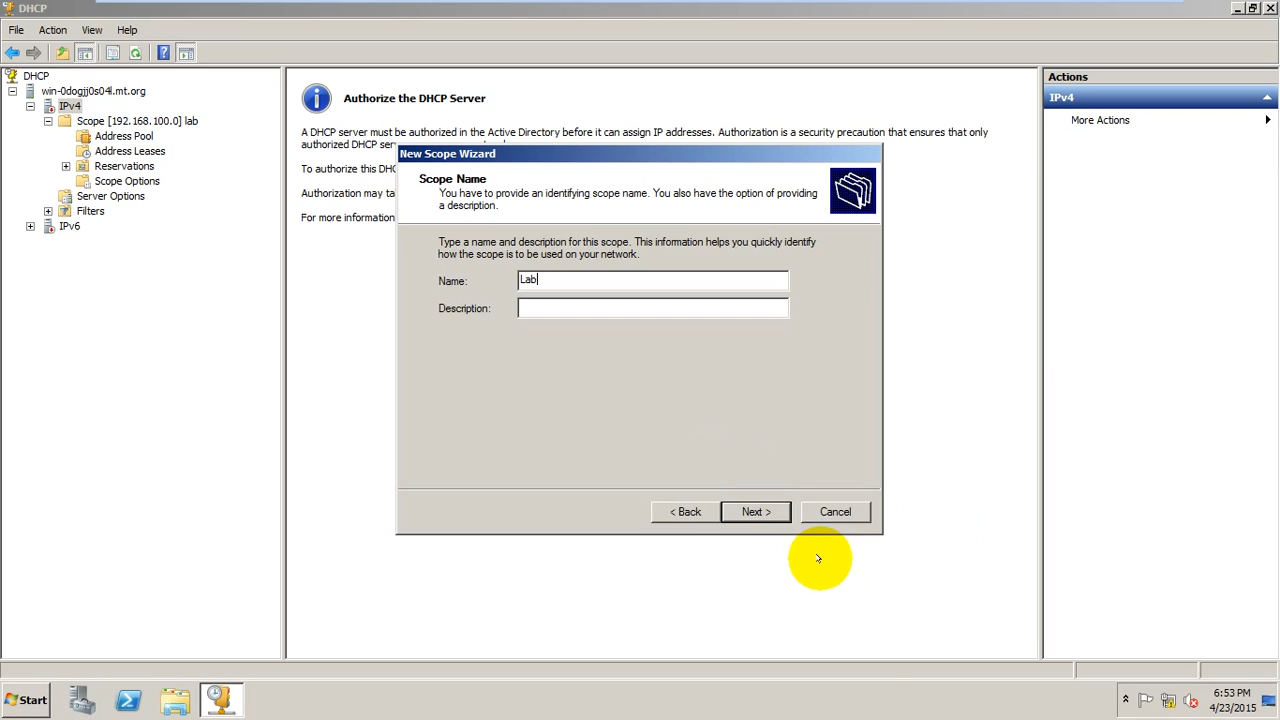 DHCP
File Action View Help
DHCP
win-0dogjj0s04l.mt.org
IPv4
Scope [192.168.100.0] lab
Address Pool
Address Leases
Reservations
Scope Options
Server Options
Filters
IPv6
Authorize the DHCP Server
A DHCP server must be authorized in the Active Directory before it can assign IP addresses. Authorization is a security precaution that ensures that only
authorized DHCP
To authorize this
Authorization may
For more information
New Scope Wizard
Scope Name
You have to provide an identifying scope name. You also have the option of providing
a description.
Type a name and description for this scope. This information helps you quickly identify
how the scope is to be used on your network.
Name: Lab
Description:
< Back Next > Cancel
Actions
IPv4
More Actions
Start
6:53 PM
4/23/2015